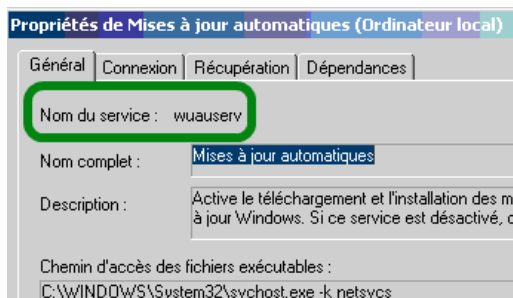 Propriétés de Mises à jour automatiques (Ordinateur local)
Général Connexion Récupération Dépendances
Nom du service : wuauserv
Nom complet : Mises à jour automatiques
Description : Active le téléchargement et l'installation des m
à jour Windows. Si ce service est désactivé,
Chemin d'accès des fichiers exécutables :
C:\WINDOWS\System32\svchost.exe -k netsvcs